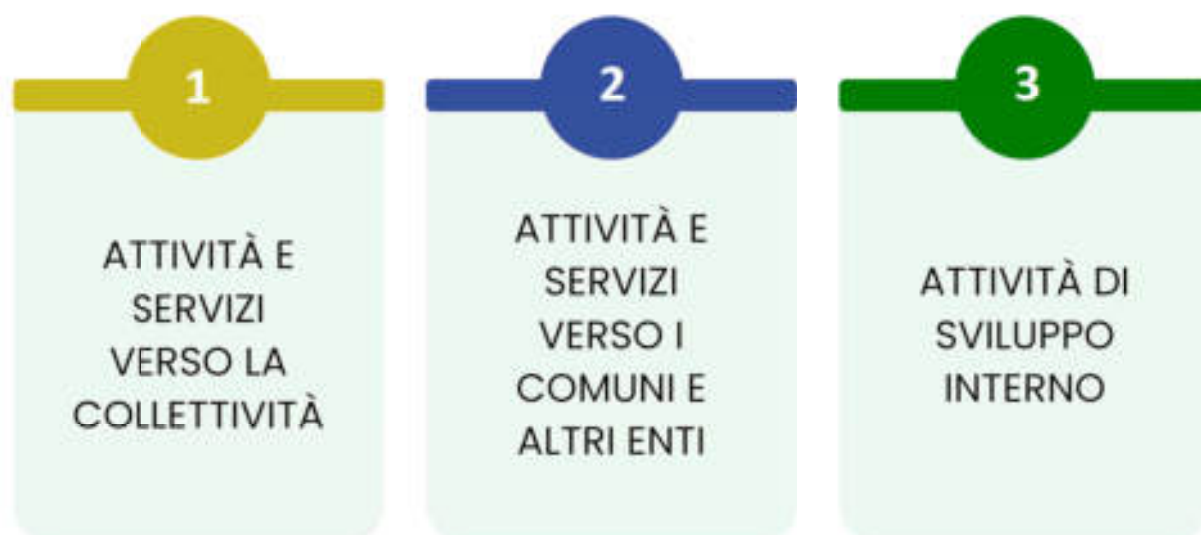 1
ATTIVITÀ E
SERVIZI
VERSO LA
COLLETTIVITÀ
2
ATTIVITÀ E
SERVIZI
VERSO I
COMUNI E
ALTRI ENTI
3
ATTIVITÀ DI
SVILUPPO
INTERNO